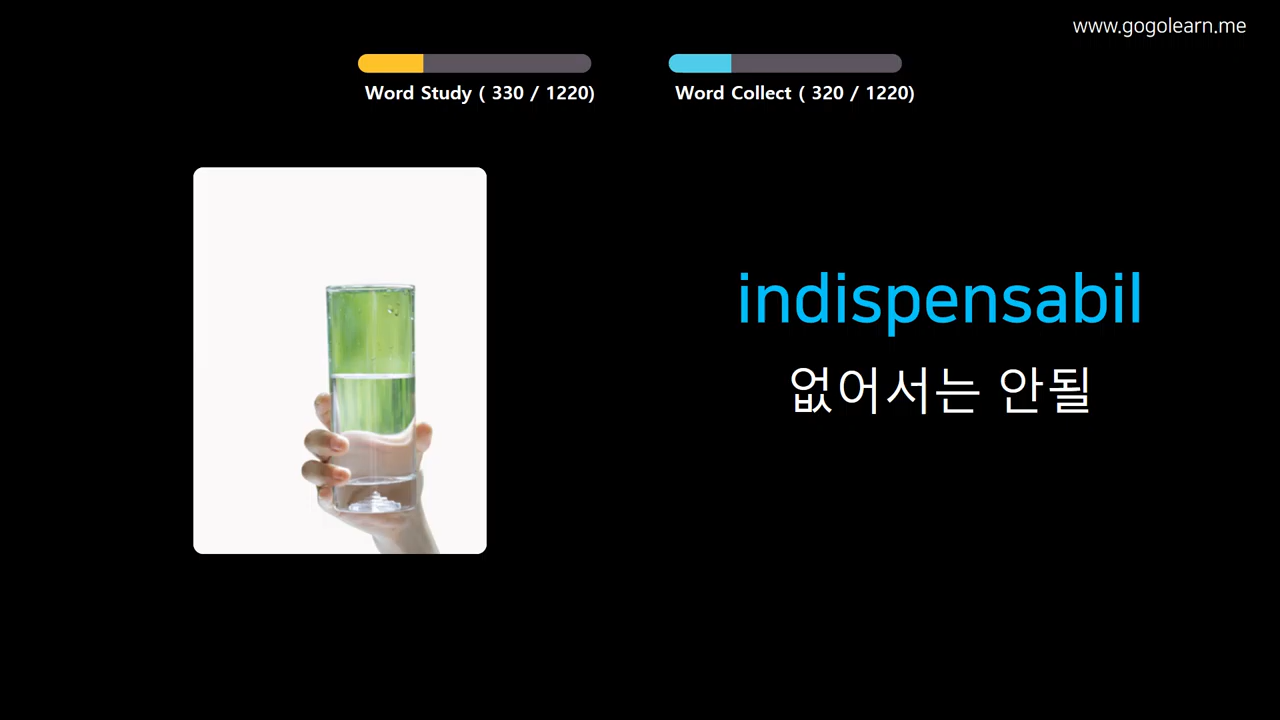 www.gogolearn.me
Word Study ( 330 / 1220)
Word Collect ( 320 / 1220)
indispensabil
없어서는 안될